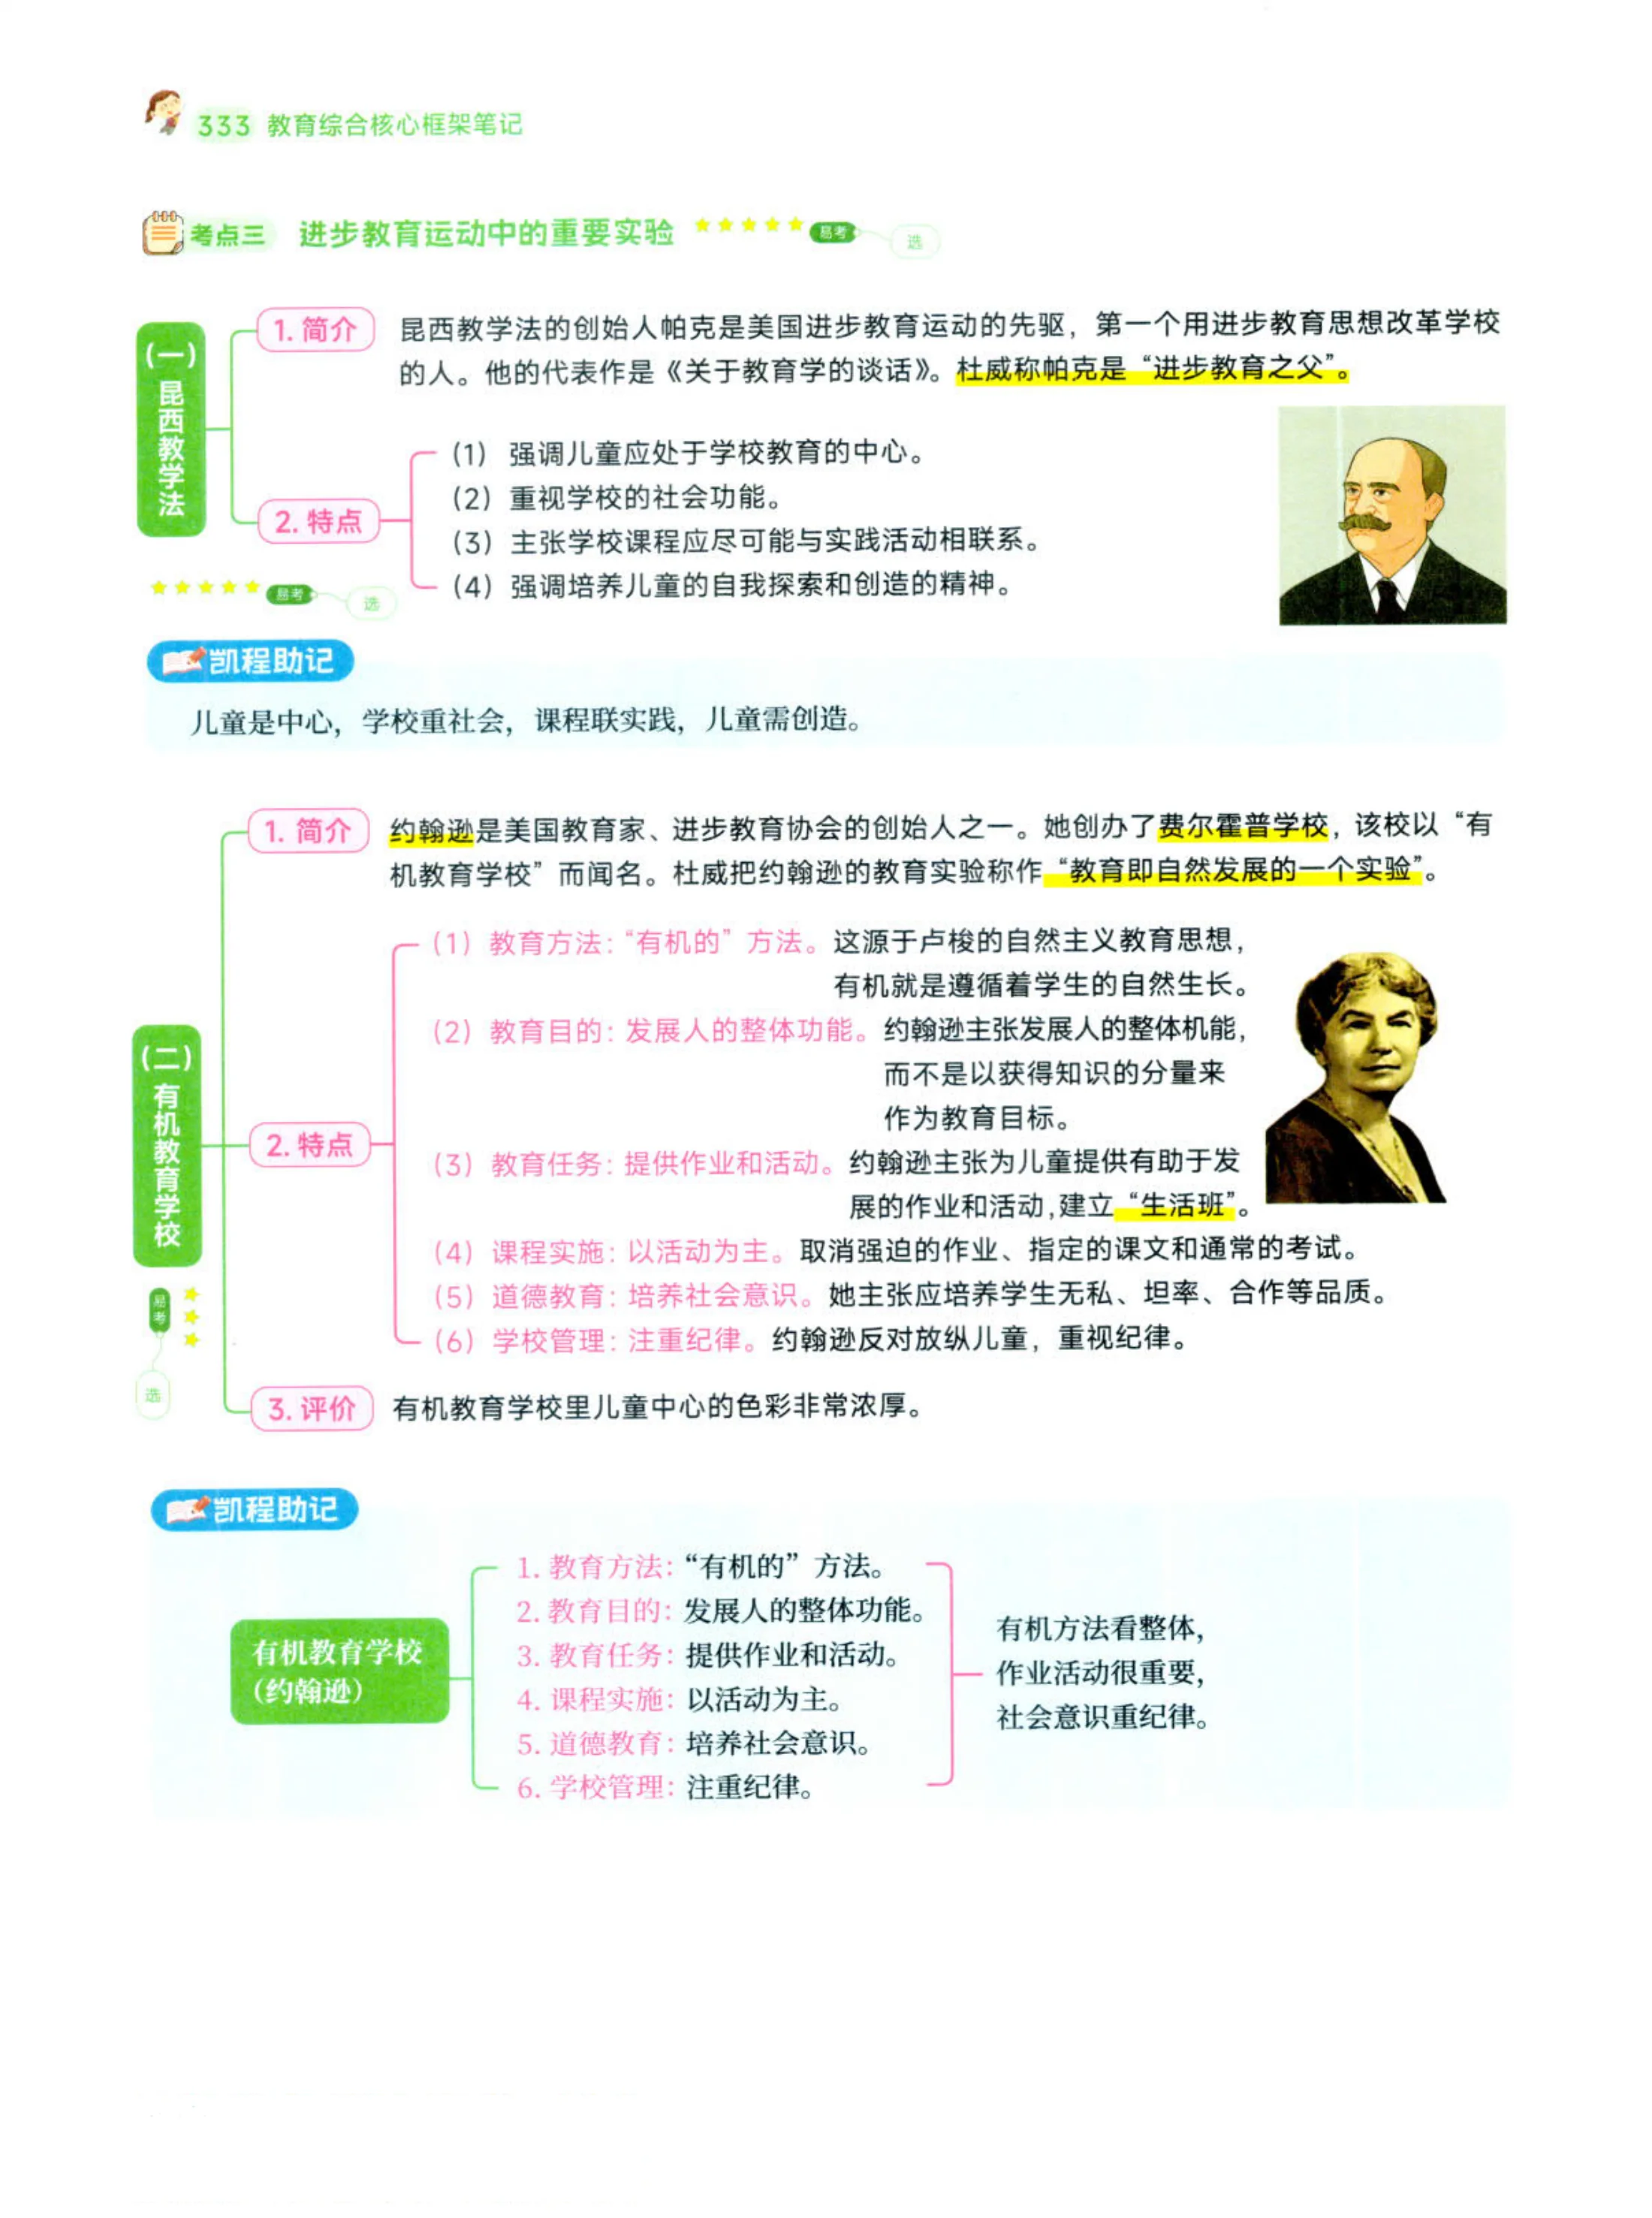 333 教育综合核心框架笔记
考点三 进步教育运动中的重要实验 易考 选
(一)昆西教学法
1. 简介
昆西教学法的创始人帕克是美国进步教育运动的先驱，第一个用进步教育思想改革学校
的人。他的代表作是《关于教育学的谈话》。杜威称帕克是“进步教育之父”。
2. 特点
(1) 强调儿童应处于学校教育的中心。
(2) 重视学校的社会功能。
(3) 主张学校课程应尽可能与实践活动相联系。
(4) 强调培养儿童的自我探索和创造的精神。
易考 选
凯程助记
儿童是中心，学校重社会，课程联实践，儿童需创造。
(二)有机教育学校
易考
选
1. 简介
约翰逊是美国教育家、进步教育协会的创始人之一。她创办了费尔霍普学校，该校以“有
机教育学校”而闻名。杜威把约翰逊的教育实验称作“教育即自然发展的一个实验”。
2. 特点
(1) 教育方法：“有机的”方法。这源于卢梭的自然主义教育思想，
有机就是遵循着学生的自然生长。
(2) 教育目的：发展人的整体功能。约翰逊主张发展人的整体机能，
而不是以获得知识的分量来
作为教育目标。
(3) 教育任务：提供作业和活动。约翰逊主张为儿童提供有助于发
展的作业和活动，建立“生活班”。
(4) 课程实施：以活动为主。取消强迫的作业、指定的课文和通常的考试。
(5) 道德教育：培养社会意识。她主张应培养学生无私、坦率、合作等品质。
(6) 学校管理：注重纪律。约翰逊反对放纵儿童，重视纪律。
3. 评价
有机教育学校里儿童中心的色彩非常浓厚。
凯程助记
有机教育学校
(约翰逊)
1. 教育方法：“有机的”方法。
2. 教育目的：发展人的整体功能。
3. 教育任务：提供作业和活动。
4. 课程实施：以活动为主。
5. 道德教育：培养社会意识。
6. 学校管理：注重纪律。
有机方法看整体，
作业活动很重要，
社会意识重纪律。